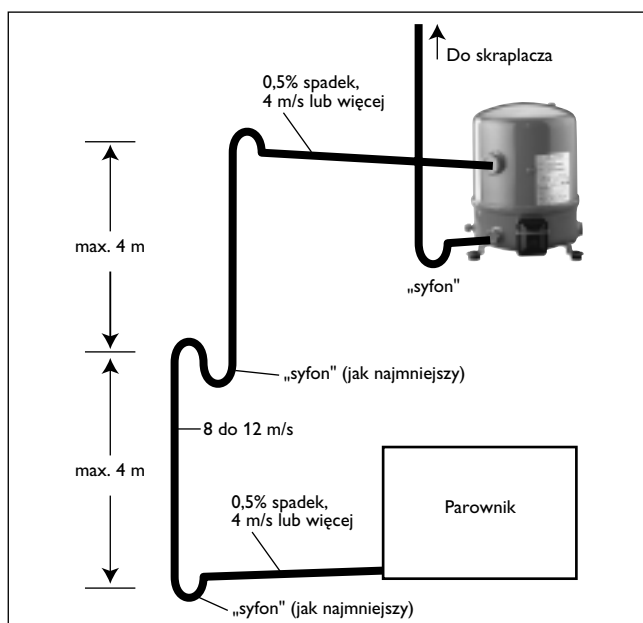 Do skraplacza
0,5% spadek,
4 m/s lub więcej
max. 4 m
„syfon"
„syfon" (jak najmniejszy)
8 do 12 m/s
max. 4 m
0,5% spadek,
4 m/s lub więcej
Parownik
„syfon" (jak najmniejszy)